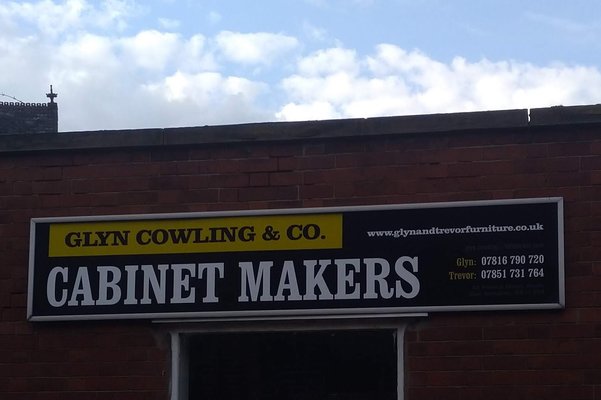 GLYN COWLING & CO.
CABINET MAKERS
www.glynandtrevorfurniture.co.uk
Glyn: 07816 790 720
Trevor: 07851 731 764